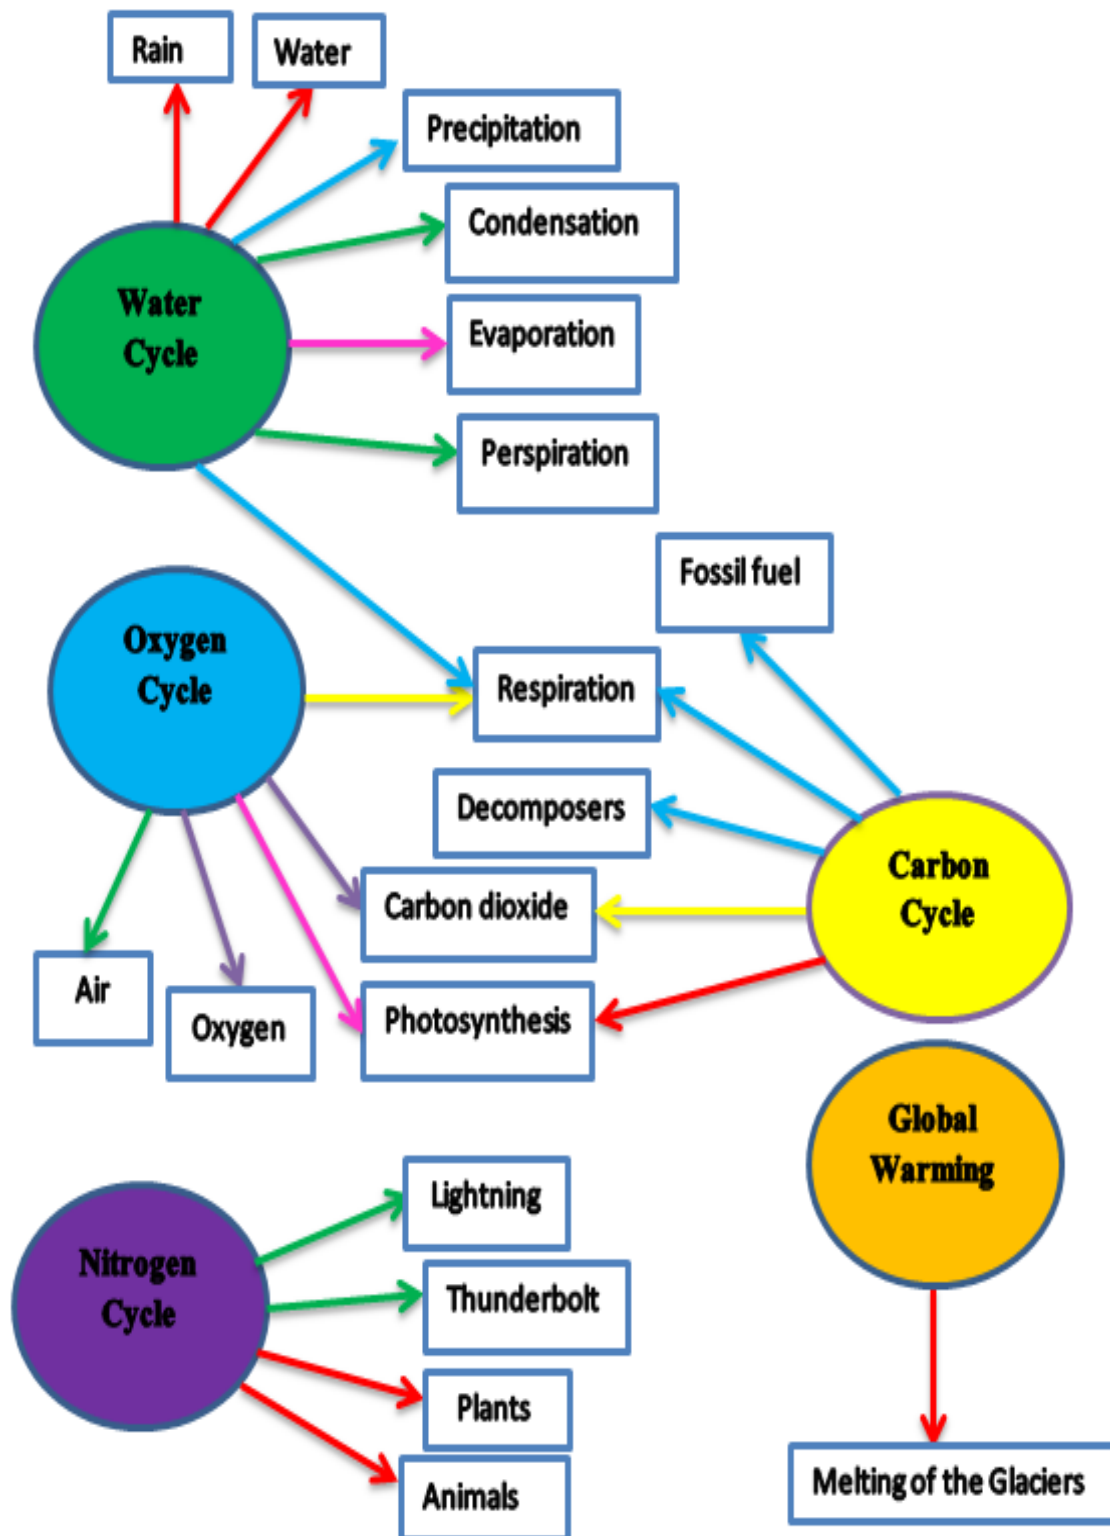 Rain
Water
Precipitation
Condensation
Water
Cycle
Evaporation
Perspiration
Fossil fuel
Oxygen
Cycle
Respiration
Decomposers
Carbon
Cycle
Carbon dioxide
Air
Oxygen
Photosynthesis
Global
Warming
Lightning
Nitrogen
Cycle
Thunderbolt
Plants
Animals
Melting of the Glaciers